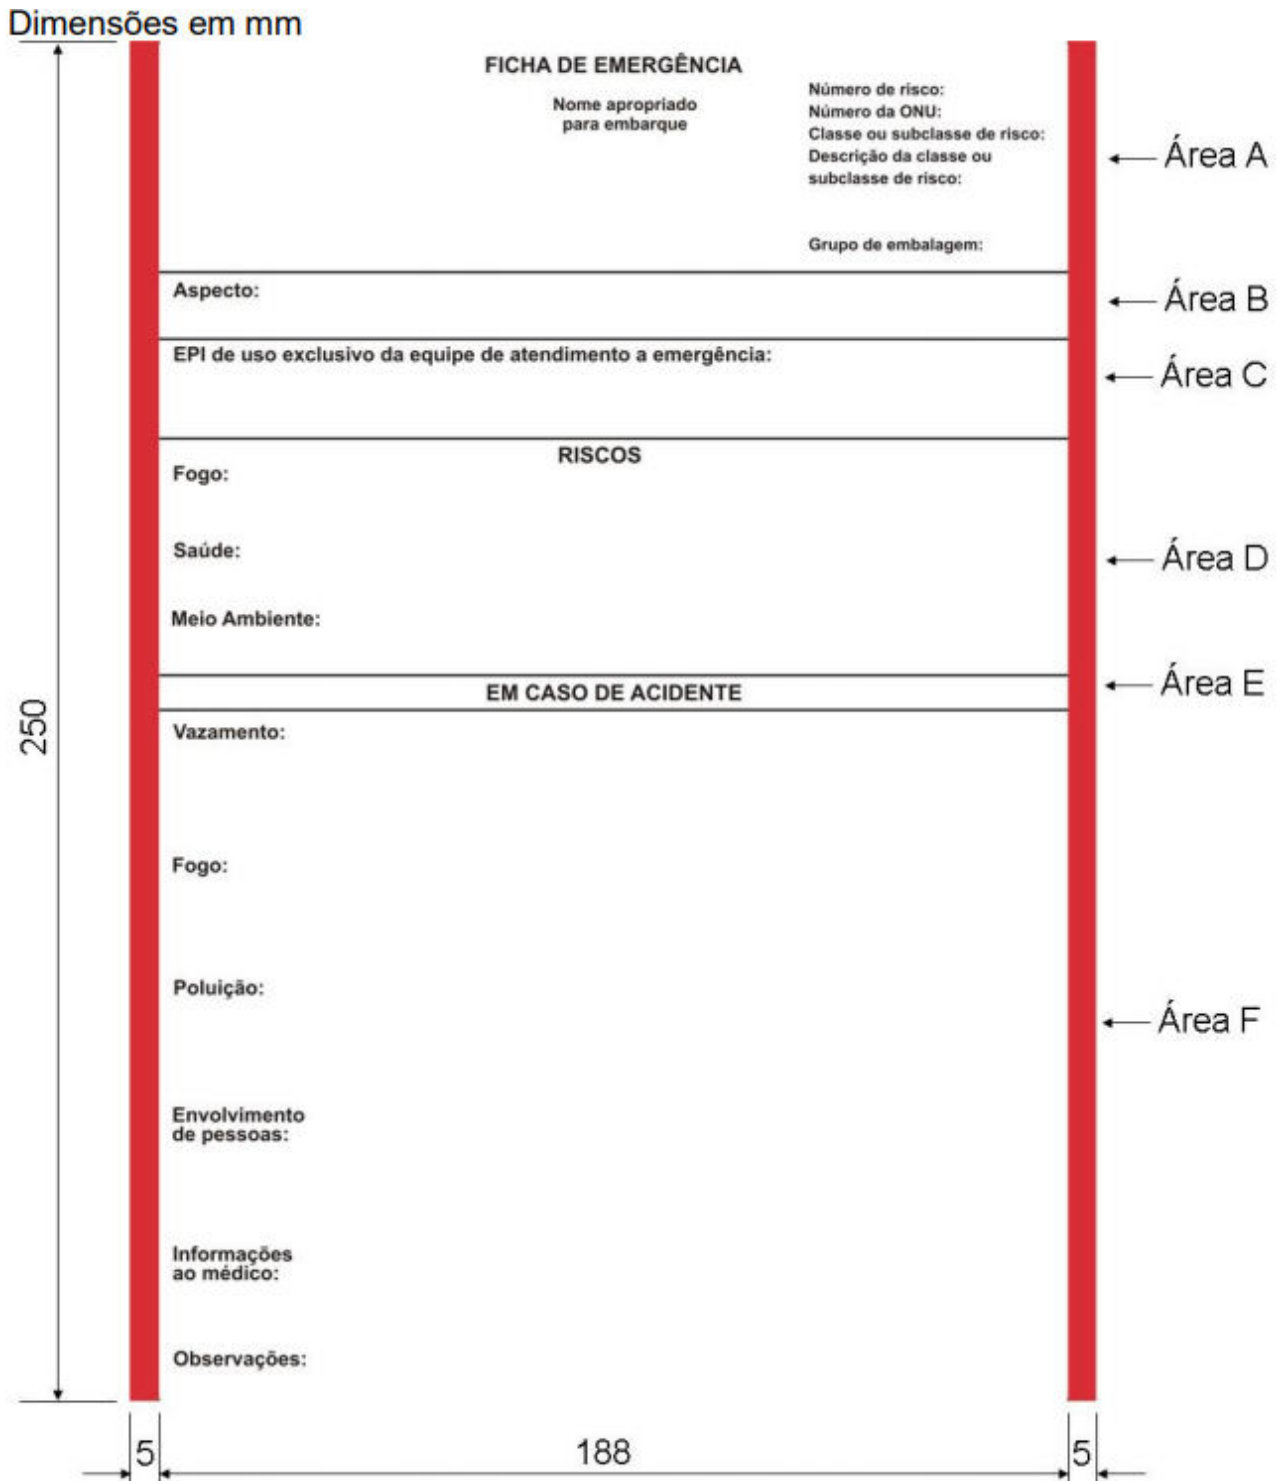 Dimensões em mm
FICHA DE EMERGÊNCIA
Nome apropriado
para embarque
Número de risco:
Número da ONU:
Classe ou subclasse de risco:
Descrição da classe ou
subclasse de risco:
Grupo de embalagem:
Área A
Aspecto:
Área B
EPI de uso exclusivo da equipe de atendimento a emergência:
Área C
RISCOS
Fogo:
Saúde:
Meio Ambiente:
Área D
EM CASO DE ACIDENTE
Área E
Vazamento:
Fogo:
Poluição:
Envolvimento
de pessoas:
Informações
ao médico:
Observações:
Área F
250
5
188
5